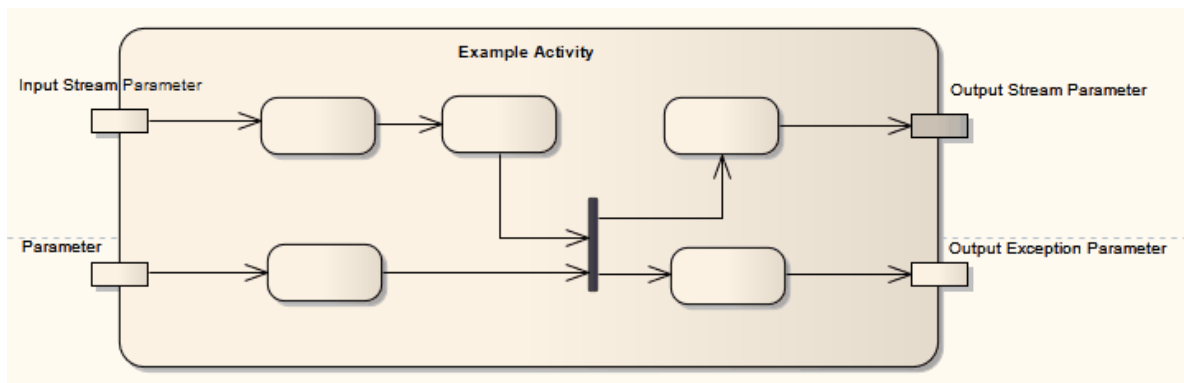 Example Activity
Input Stream Parameter
Output Stream Parameter
Parameter
Output Exception Parameter